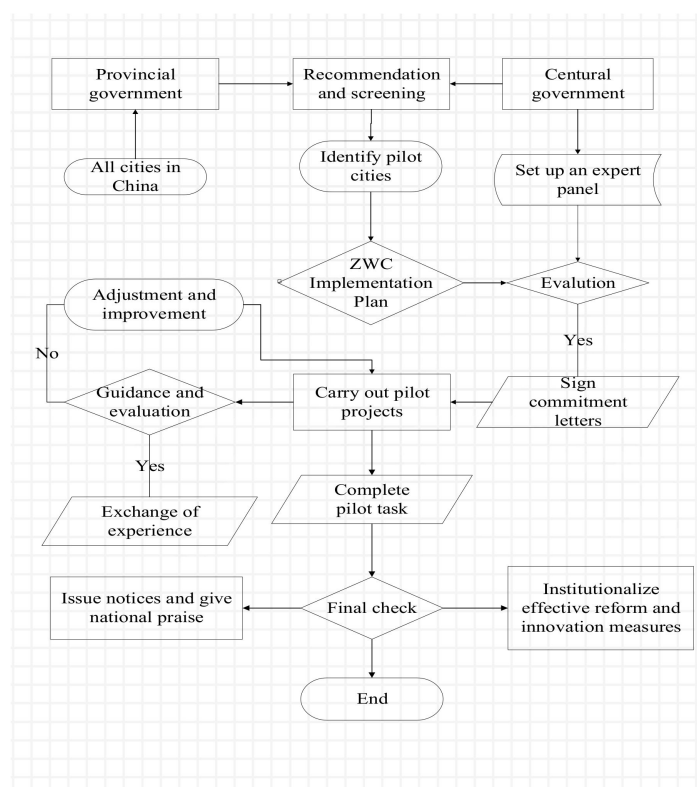 Provincial
government
Recommendation
and screening
Centural
government
All cities in
China
Identify pilot
cities
Set up an expert
panel
ZWC
Implementation
Plan
Evalution
Adjustment and
improvement
Yes
No
Guidance and
evaluation
Carry out pilot
projects
Sign
commitment
letters
Yes
Exchange of
experience
Complete
pilot task
Issue notices and give
national praise
Final check
Institutionalize
effective reform and
innovation measures
End